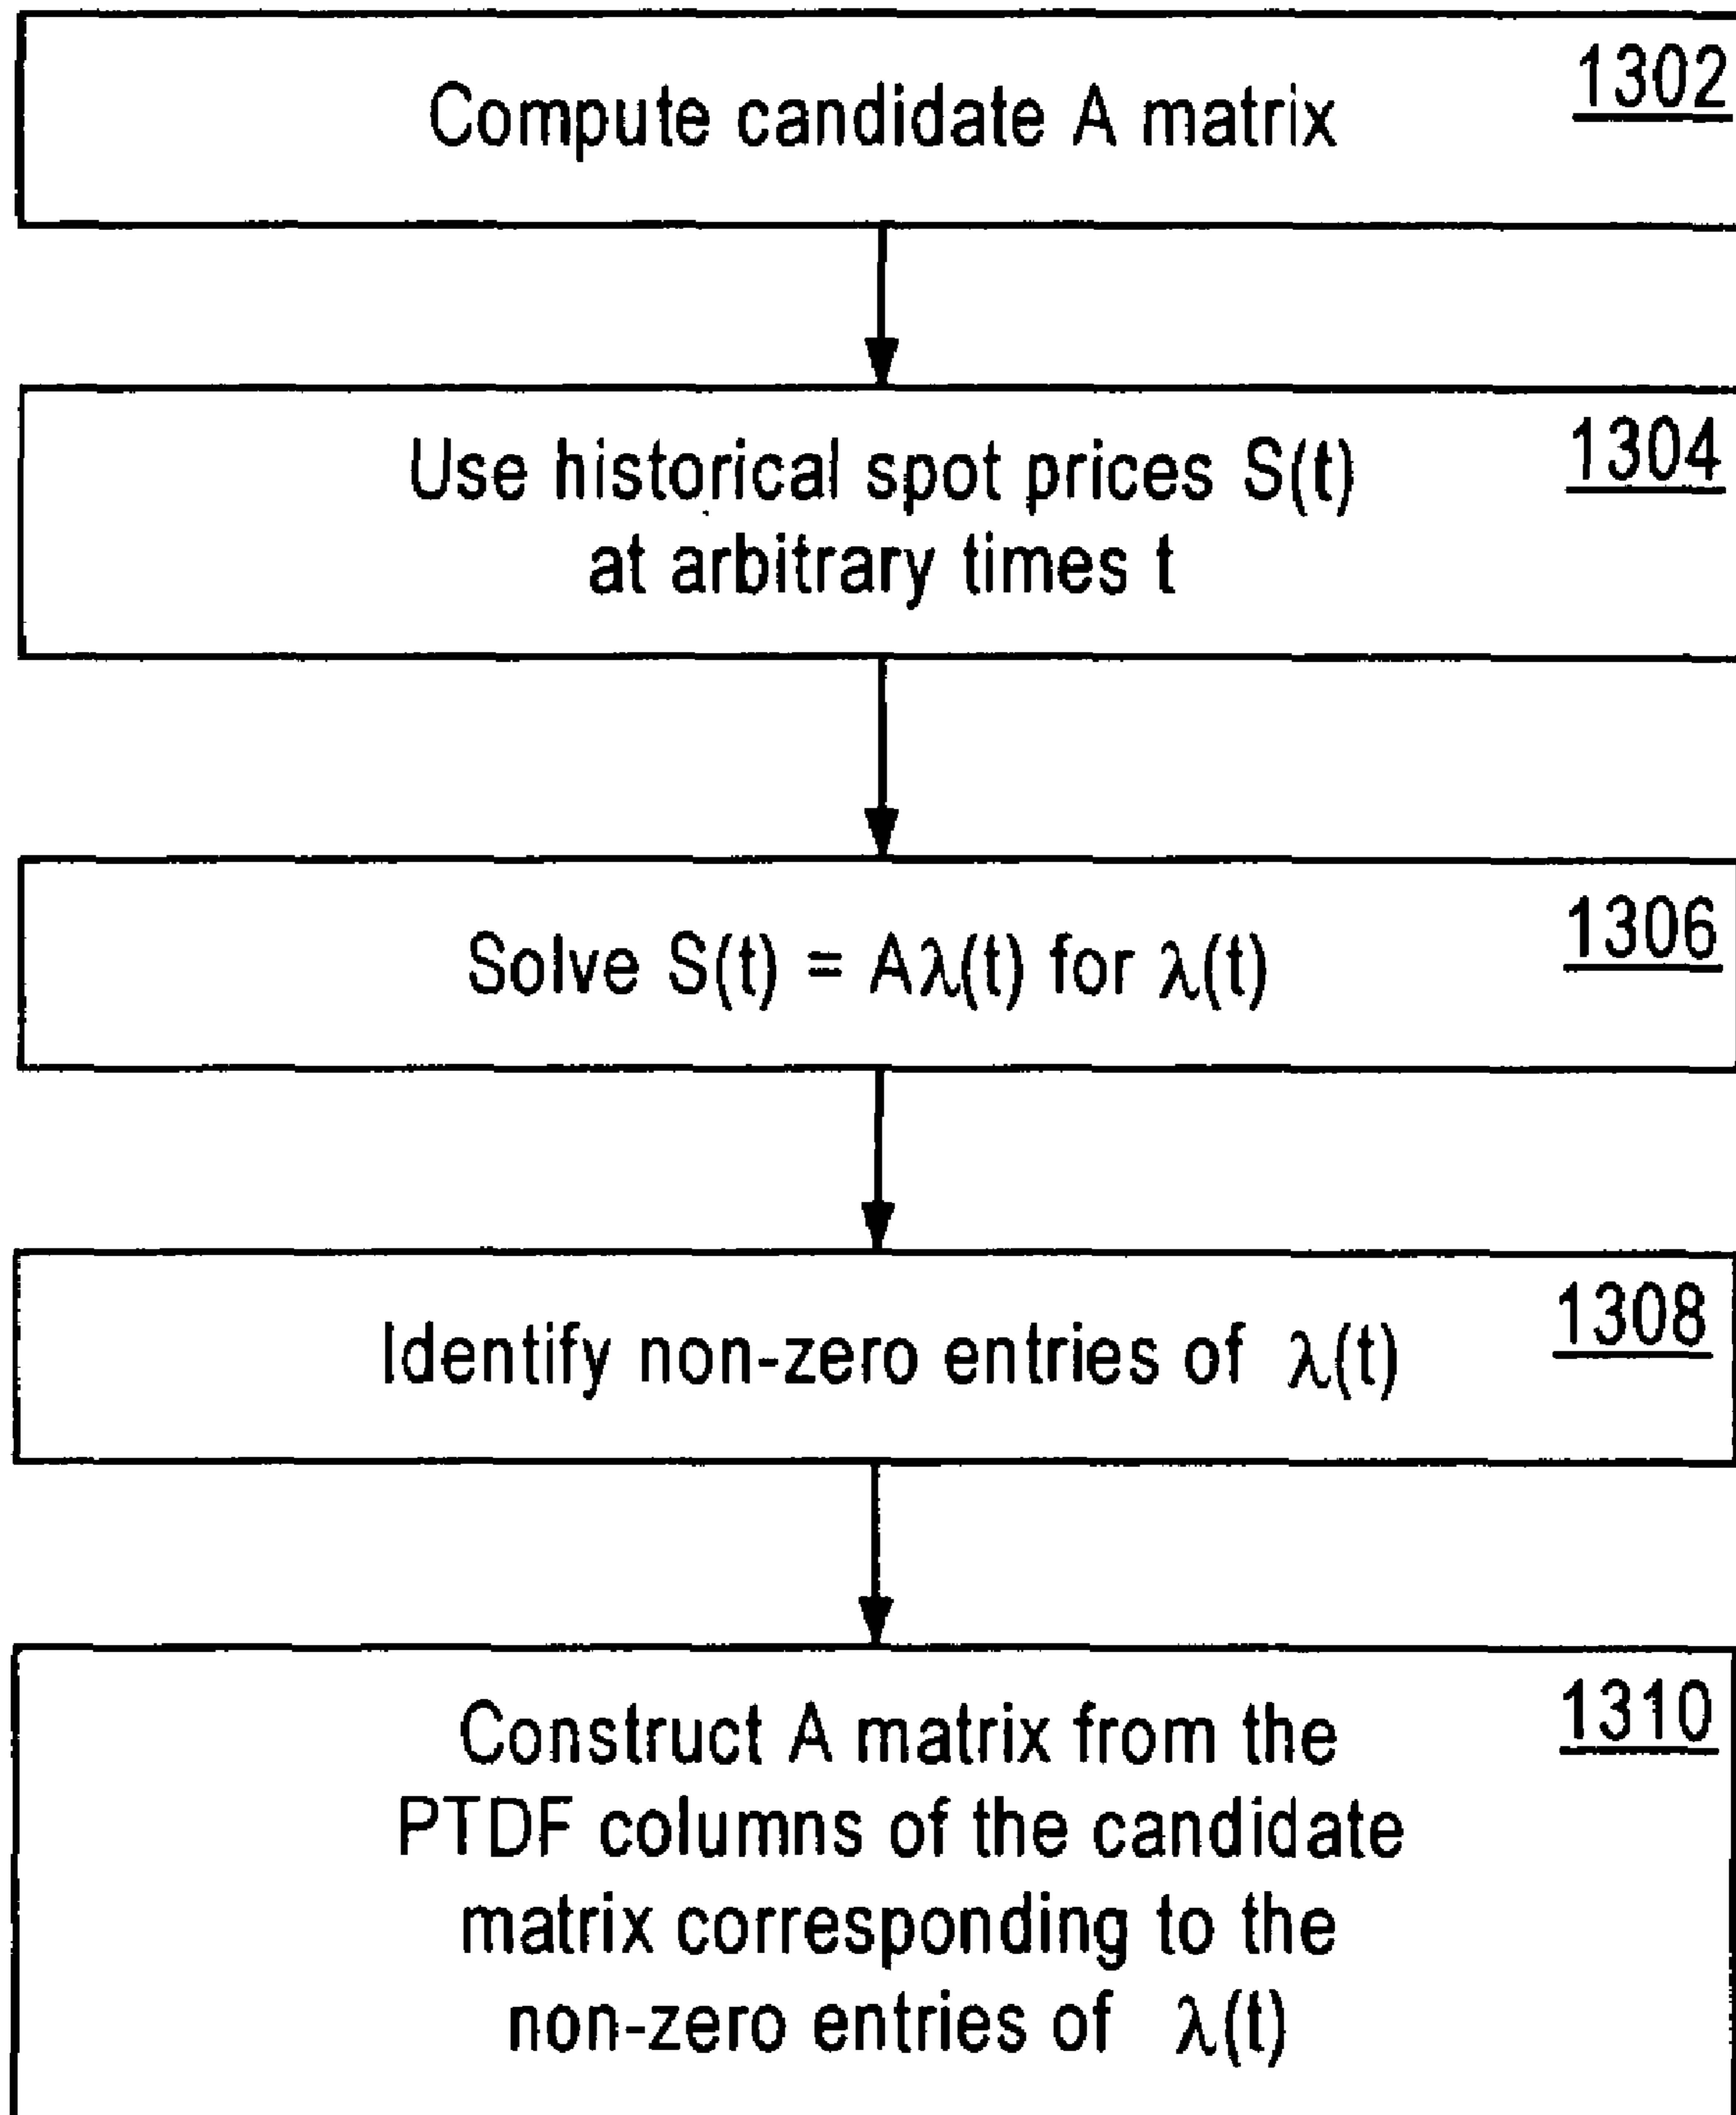 1302
Compute candidate A matrix
1304
Use historical spot prices S(t)
at arbitrary times t
1306
Solve S(t) = Aλ(t) for λ(t)
1308
Identify non-zero entries of λ(t)
1310
Construct A matrix from the
PTDF columns of the candidate
matrix corresponding to the
non-zero entries of λ(t)